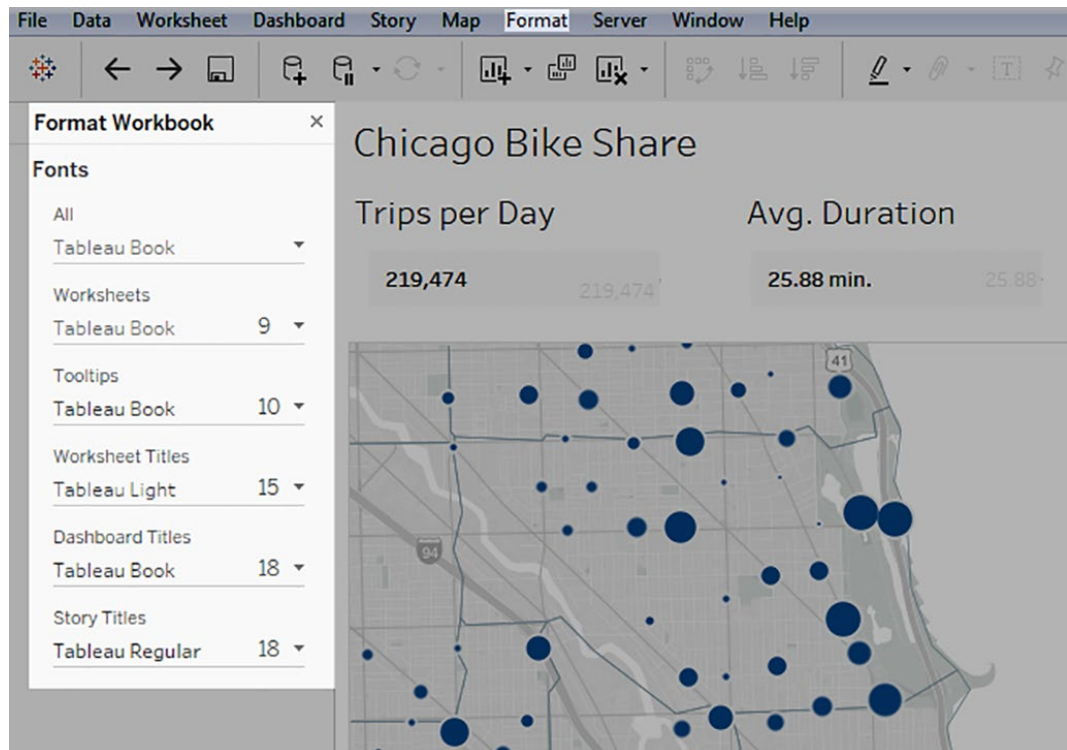 File Data Worksheet Dashboard Story Map Format Server Window Help
Format Workbook
Fonts
All
Tableau Book
Worksheets
Tableau Book 9
Tooltips
Tableau Book 10
Worksheet Titles
Tableau Light 15
Dashboard Titles
Tableau Book 18
Story Titles
Tableau Regular 18
Chicago Bike Share
Trips per Day Avg. Duration
219,474 219,474 25.88 min. 25.88
41
94